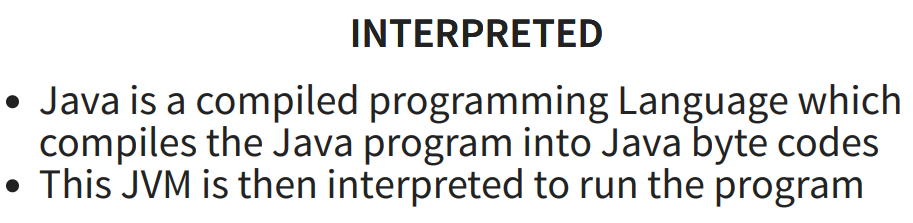 INTERPRETED
• Java is a compiled programming Language which
compiles the Java program into Java byte codes
• This JVM is then interpreted to run the program